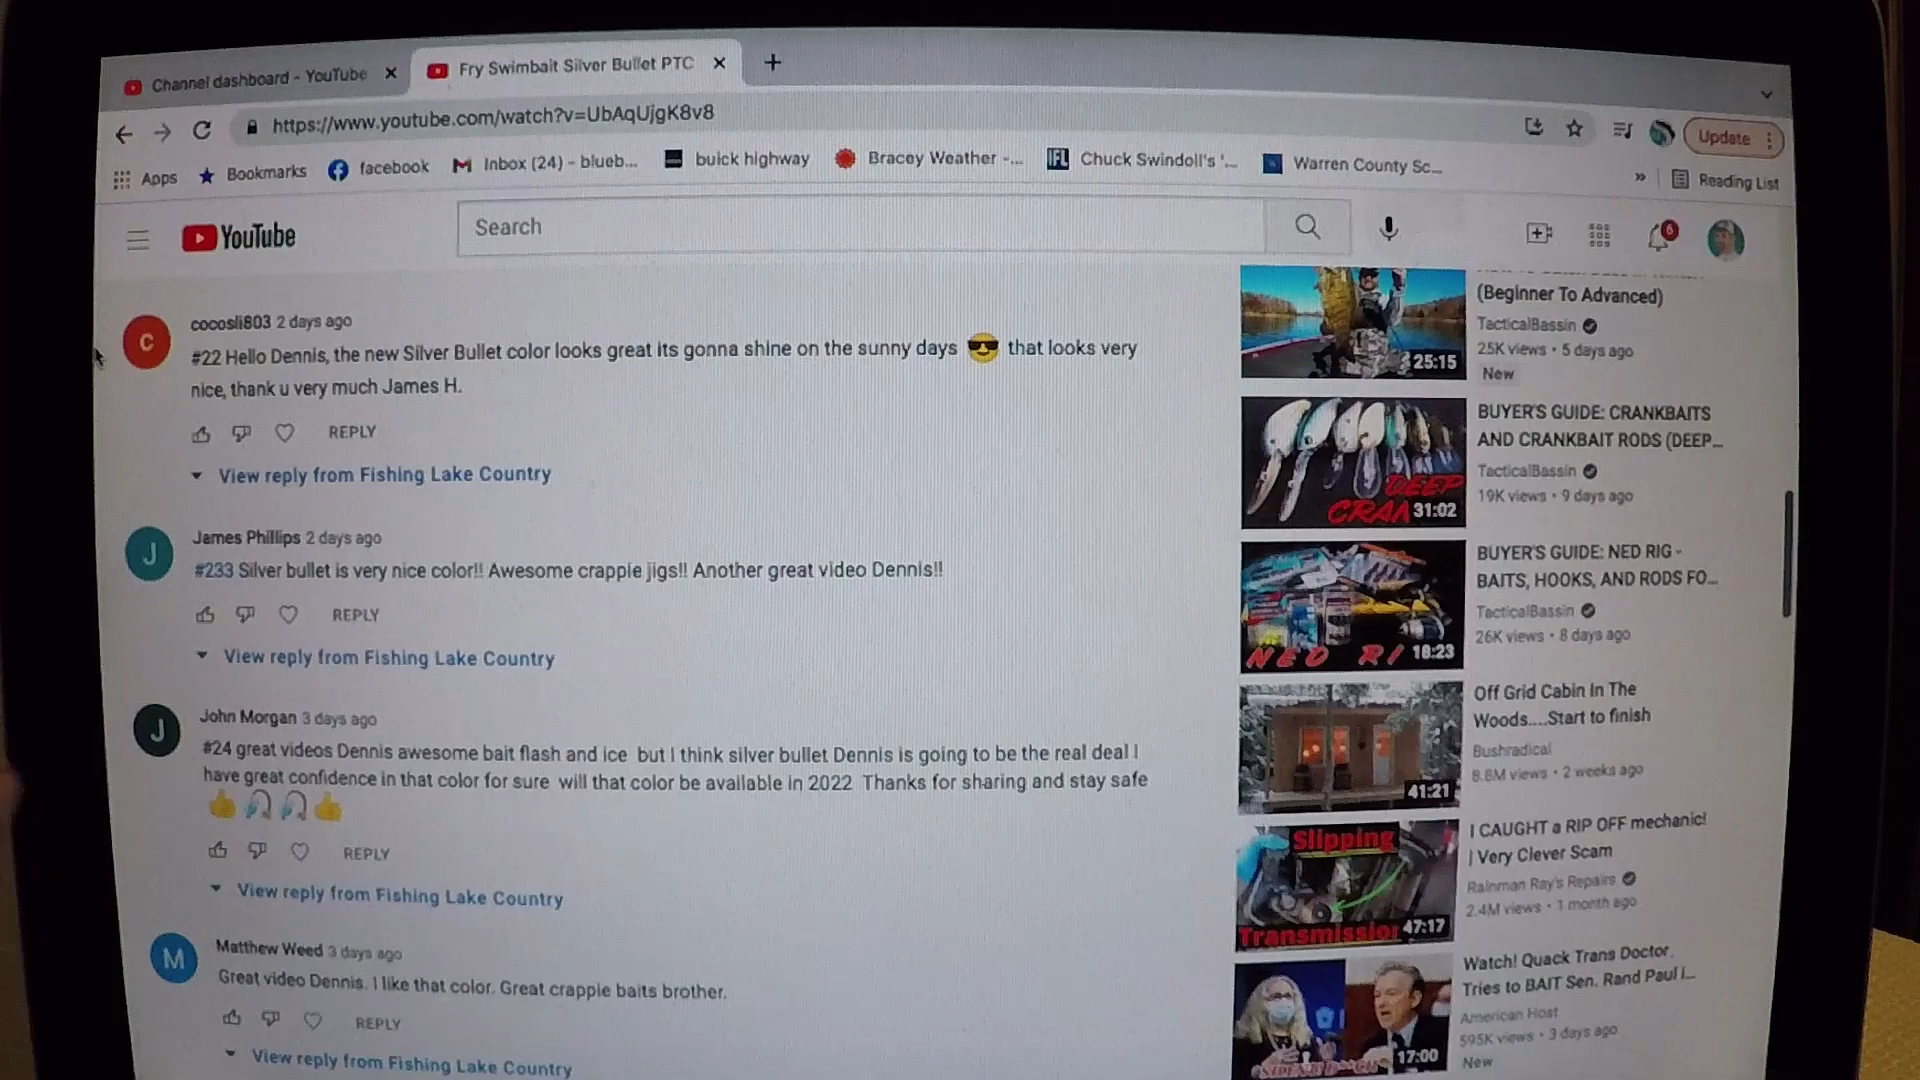 Channel dashboard - YouTube
Fry Swimbait Silver Bullet PTC
https://www.youtube.com/watch?v=UbAqUjgK8v8
Update
Apps
Bookmarks
facebook
Inbox (24) - blueb...
buick highway
Bracey Weather -...
IFL
Chuck Swindoll's '...
Warren County Sc...
»
Reading List
YouTube
Search
6
C
cocosli803 2 days ago
#22 Hello Dennis, the new Silver Bullet color looks great its gonna shine on the sunny days 😎 that looks very
nice, thank u very much James H.
REPLY
View reply from Fishing Lake Country
J
James Phillips 2 days ago
#233 Silver bullet is very nice color!! Awesome crappie jigs!! Another great video Dennis!!
REPLY
View reply from Fishing Lake Country
J
John Morgan 3 days ago
#24 great videos Dennis awesome bait flash and ice but I think silver bullet Dennis is going to be the real deal I
have great confidence in that color for sure will that color be available in 2022 Thanks for sharing and stay safe
👍🎣🎣👍
REPLY
View reply from Fishing Lake Country
M
Matthew Weed 3 days ago
Great video Dennis. I like that color. Great crappie baits brother.
REPLY
View reply from Fishing Lake Country
25:15
(Beginner To Advanced)
TacticalBassin
25K views • 5 days ago
New
DEEP
CRAN
31:02
BUYER'S GUIDE: CRANKBAITS
AND CRANKBAIT RODS (DEEP...
TacticalBassin
19K views • 9 days ago
NED RI
18:23
BUYER'S GUIDE: NED RIG -
BAITS, HOOKS, AND RODS FO...
TacticalBassin
26K views • 8 days ago
41:21
Off Grid Cabin In The
Woods....Start to finish
Bushradical
8.8M views • 2 weeks ago
Slipping
Transmission
47:17
I CAUGHT a RIP OFF mechanic!
| Very Clever Scam
Rainman Ray's Repairs
2.4M views • 1 month ago
17:00
Watch! Quack Trans Doctor
Tries to BAIT Sen. Rand Paul I...
American Host
595K views • 3 days ago
New